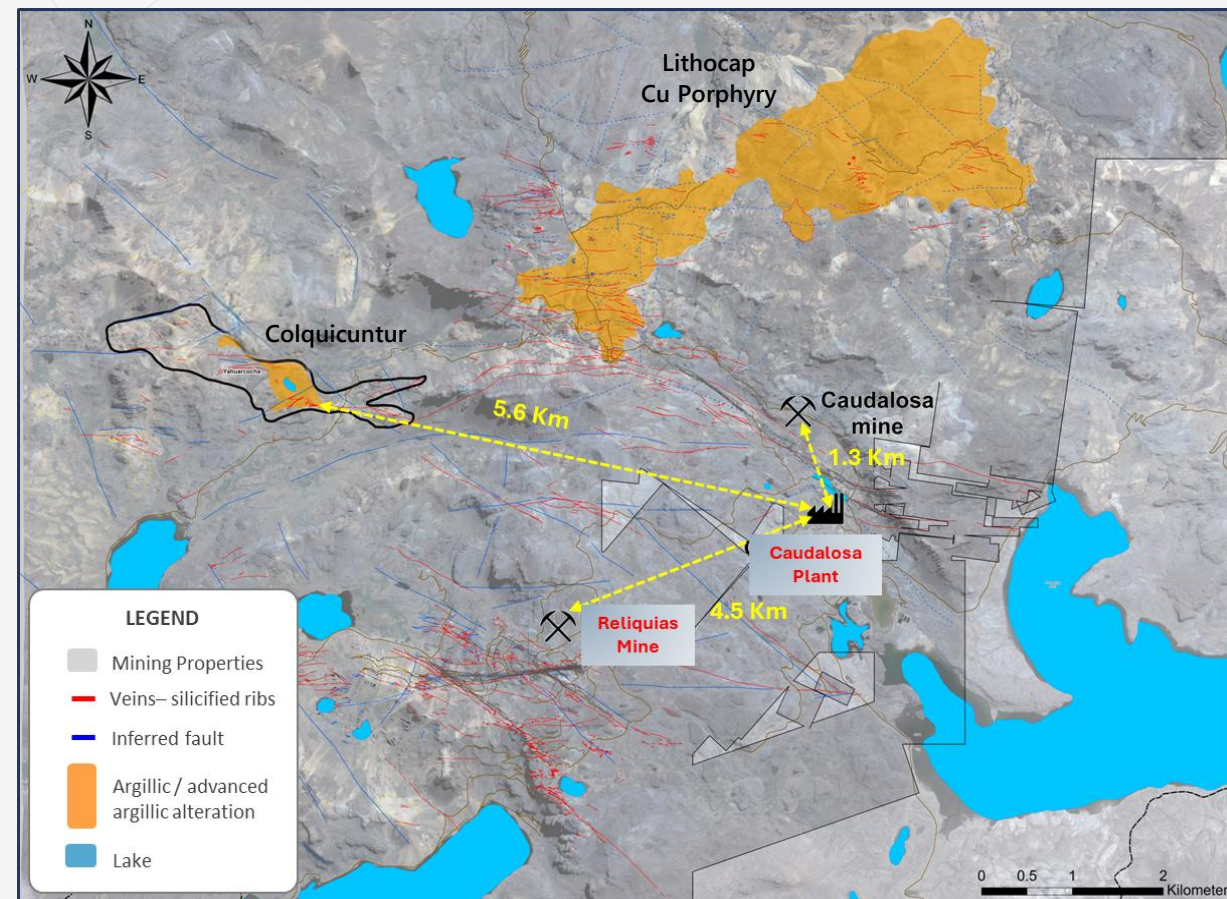 N
W
E
S
Lithocap
Cu Porphyry
Colquicuntur
Yahuarcocha
5.6 Km
Caudalosa
mine
1.3 Km
Caudalosa
Plant
Reliquias
Mine
4.5 Km
LEGEND
Mining Properties
Veins– silicified ribs
Inferred fault
Argillic / advanced
argillic alteration
Lake
0 0.5 1 2
Kilometer